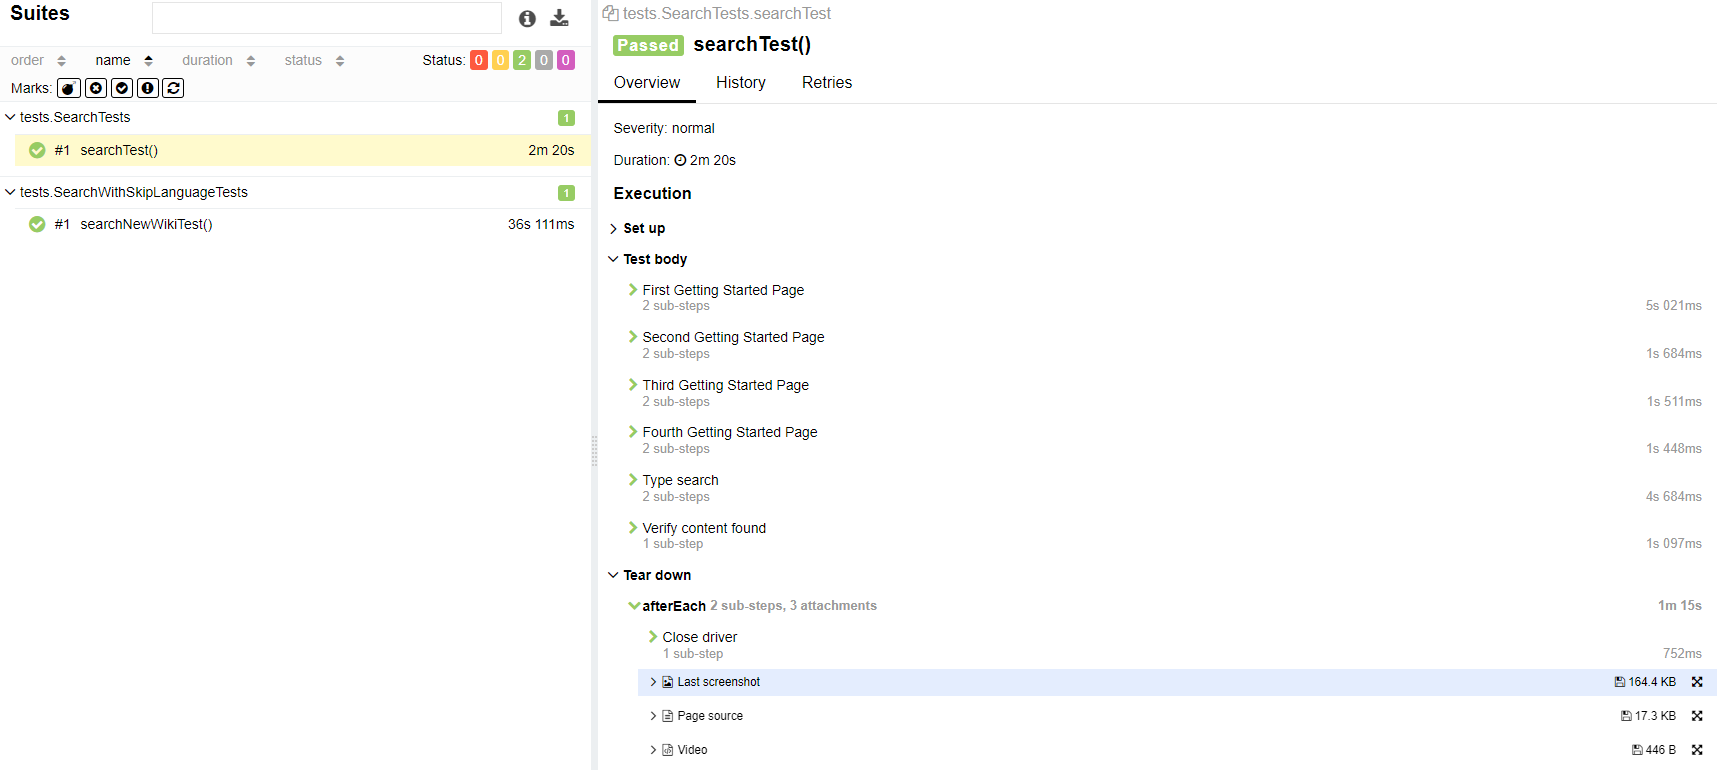 Suites
order name duration status Status: 0 0 2 0 0
Marks:
tests.SearchTests 1
#1 searchTest() 2m 20s
tests.SearchWithSkipLanguageTests 1
#1 searchNewWikiTest() 36s 111ms
tests.SearchTests.searchTest
Passed searchTest()
Overview History Retries
Severity: normal
Duration: 2m 20s
Execution
Set up
Test body
First Getting Started Page
2 sub-steps 5s 021ms
Second Getting Started Page
2 sub-steps 1s 684ms
Third Getting Started Page
2 sub-steps 1s 511ms
Fourth Getting Started Page
2 sub-steps 1s 448ms
Type search
2 sub-steps 4s 684ms
Verify content found
1 sub-step 1s 097ms
Tear down
afterEach 2 sub-steps, 3 attachments 1m 15s
Close driver
1 sub-step 752ms
Last screenshot 164.4 KB
Page source 17.3 KB
Video 446 B